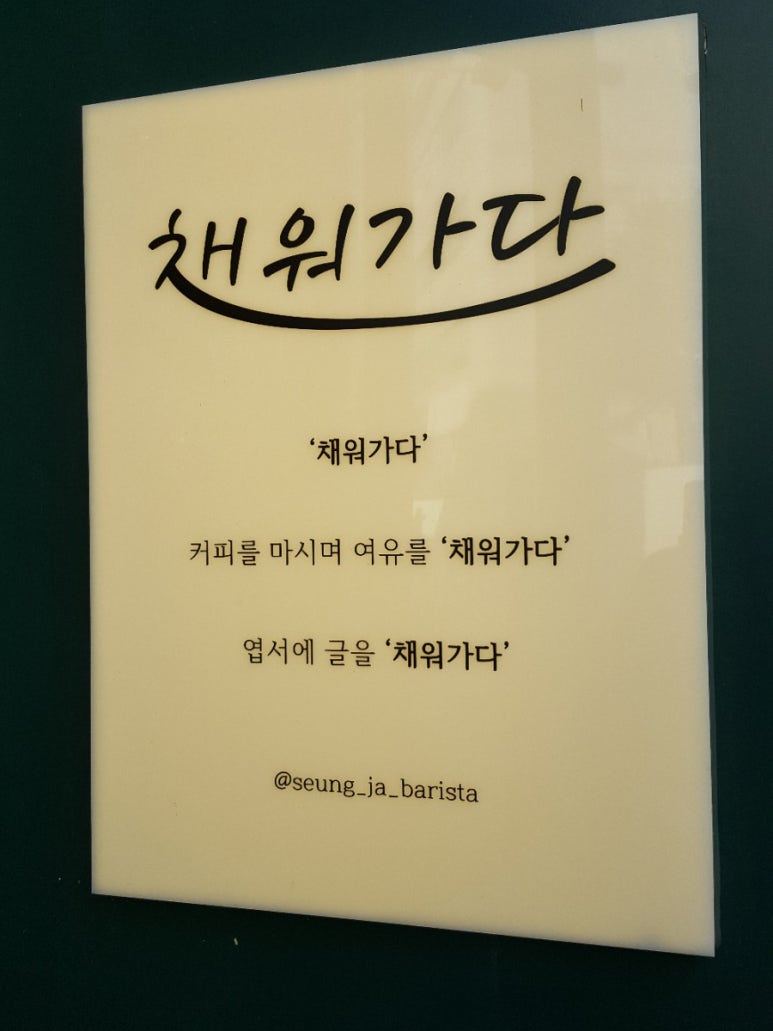 채워가다
‘채워가다’
커피를 마시며 여유를 ‘채워가다’
엽서에 글을 ‘채워가다’
@seung_ja_barista